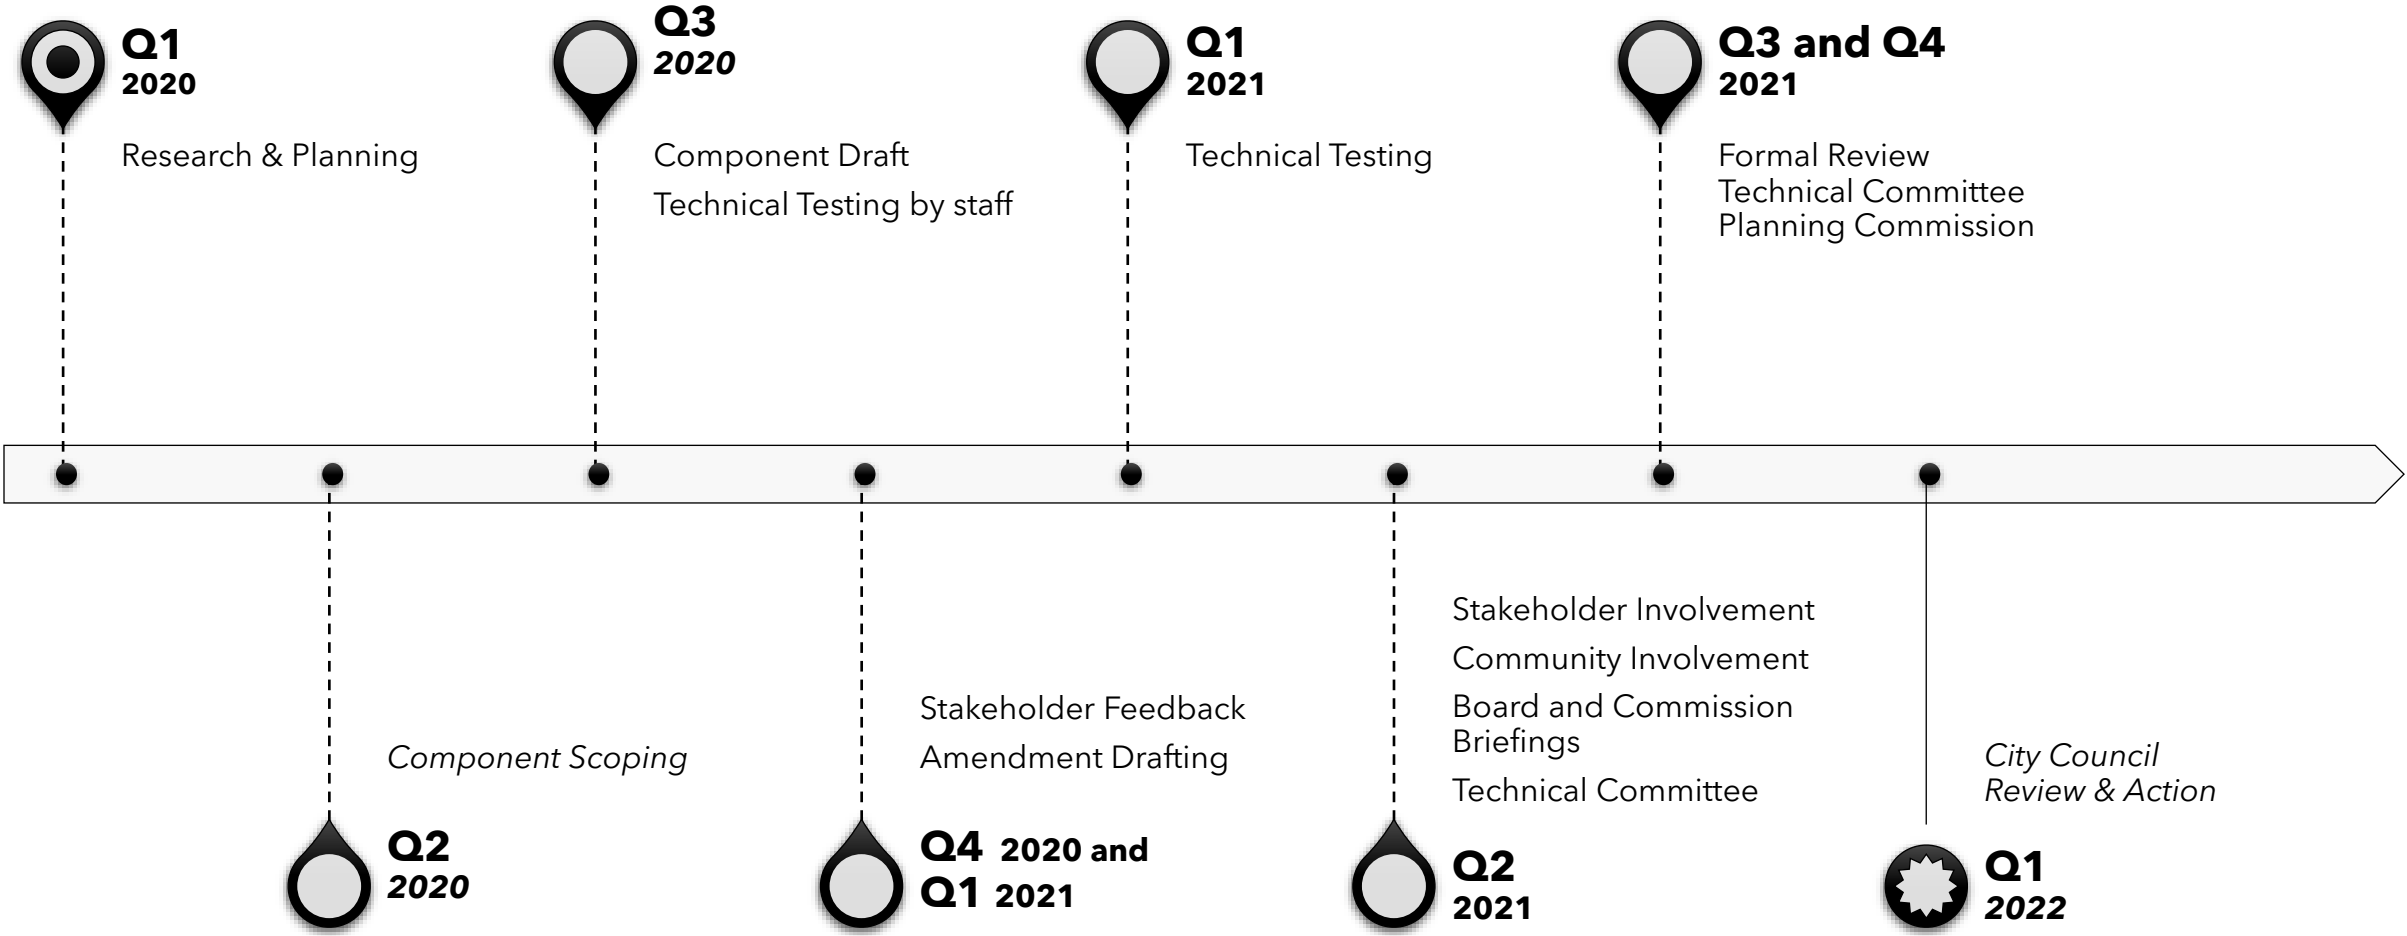 Q1
2020
Research & Planning
Q3
2020
Component Draft
Technical Testing by staff
Q1
2021
Technical Testing
Q3 and Q4
2021
Formal Review
Technical Committee
Planning Commission
Component Scoping
Q2
2020
Stakeholder Feedback
Amendment Drafting
Q4 2020 and
Q1 2021
Stakeholder Involvement
Community Involvement
Board and Commission
Briefings
Technical Committee
Q2
2021
City Council
Review & Action
Q1
2022